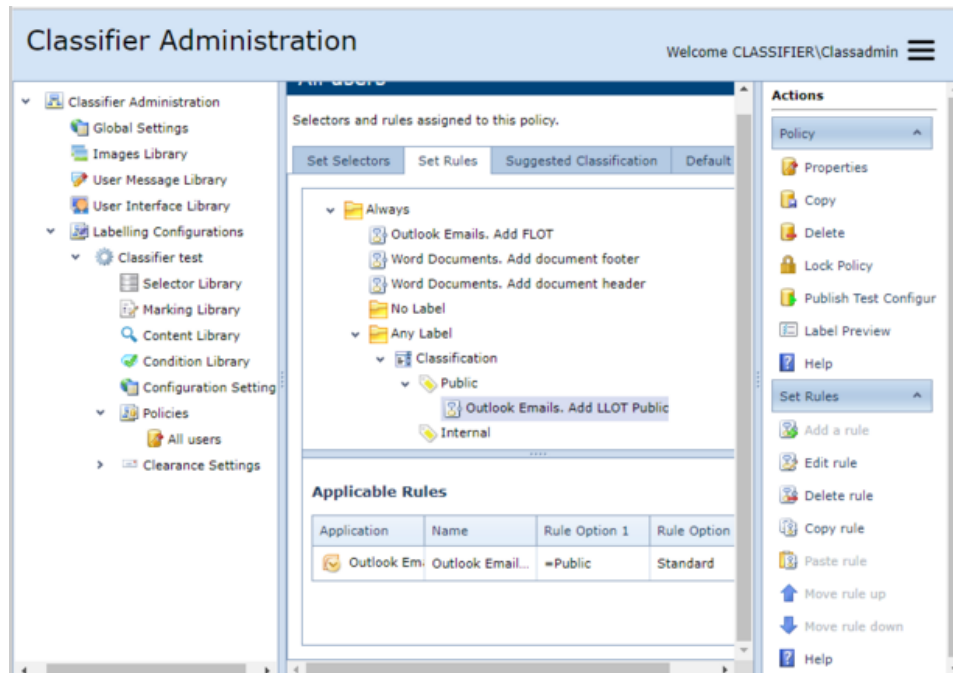 Classifier Administration
Welcome CLASSIFIER\Classadmin
Classifier Administration
Global Settings
Images Library
User Message Library
User Interface Library
Labelling Configurations
Classifier test
Selector Library
Marking Library
Content Library
Condition Library
Configuration Setting
Policies
All users
Clearance Settings
All users
Selectors and rules assigned to this policy.
Set Selectors
Set Rules
Suggested Classification
Default
Always
Outlook Emails. Add FLOT
Word Documents. Add document footer
Word Documents. Add document header
No Label
Any Label
Classification
Public
Outlook Emails. Add LLOT Public
Internal
Applicable Rules
Application Name Rule Option 1 Rule Option
Outlook Em Outlook Email... =Public Standard
Actions
Policy
Properties
Copy
Delete
Lock Policy
Publish Test Configur
Label Preview
Help
Set Rules
Add a rule
Edit rule
Delete rule
Copy rule
Paste rule
Move rule up
Move rule down
Help